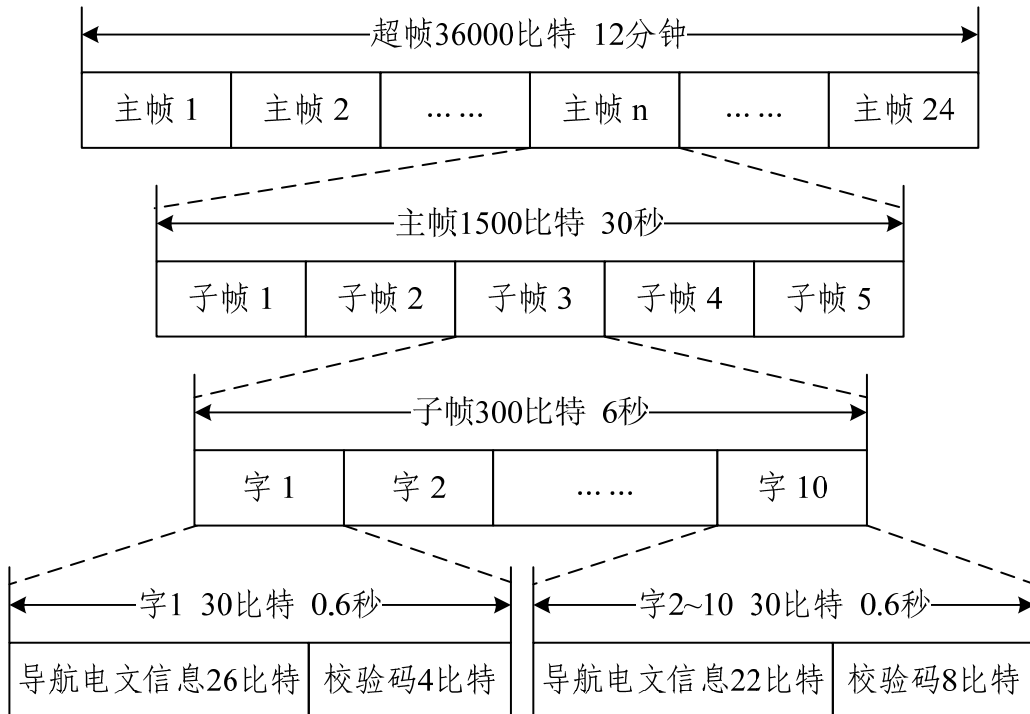 超帧36000比特 12分钟
主帧 1 主帧 2 …… 主帧 n …… 主帧 24
主帧1500比特 30秒
子帧 1 子帧 2 子帧 3 子帧 4 子帧 5
子帧300比特 6秒
字 1 字 2 …… 字 10
字1 30比特 0.6秒 字2~10 30比特 0.6秒
导航电文信息26比特 校验码4比特 导航电文信息22比特 校验码8比特